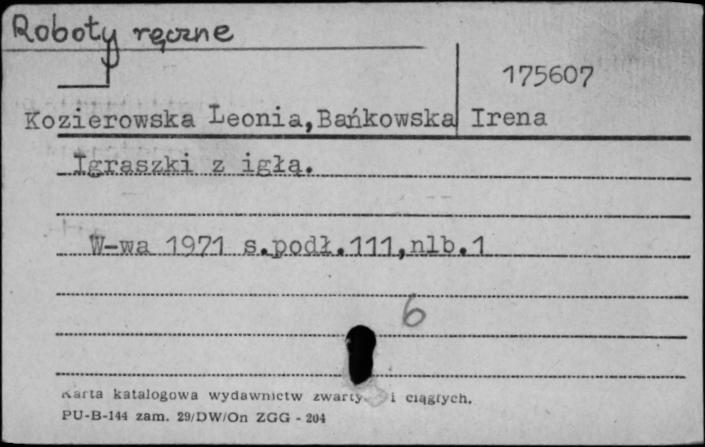 Roboty ręczne
175607
Kozierowska Leonia, Bańkowska Irena
Igraszki z igłą.
W-wa 1971 s.podł.111,nlb.1
6
Karta katalogowa wydawnictw zwarty i ciągłych.
PU-B-144 zam. 29/DW/On ZGG - 204